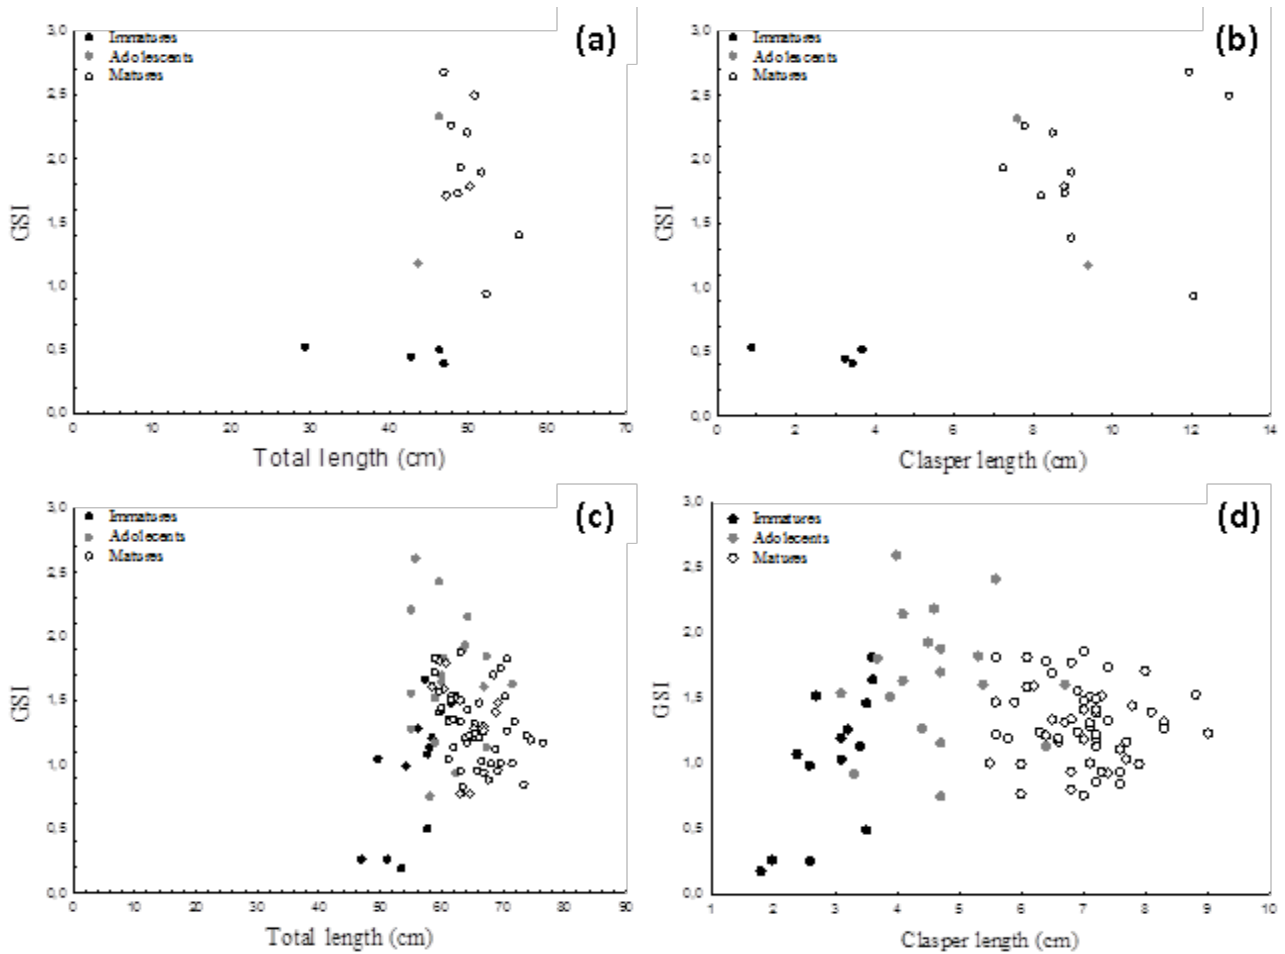 (a)
Immatures
Adolescents
Matures
3,0
2,5
2,0
1,5
1,0
0,5
0,0
GSI
0 10 20 30 40 50 60 70
Total length (cm)
(b)
Immatures
Adolescents
Matures
3,0
2,5
2,0
1,5
1,0
0,5
0,0
GSI
0 2 4 6 8 10 12 14
Clasper length (cm)
(c)
Immatures
Adolecents
Matures
3,0
2,5
2,0
1,5
1,0
0,5
0,0
GSI
0 10 20 30 40 50 60 70 80 90
Total length (cm)
(d)
Immatures
Adolecents
Matures
3,0
2,5
2,0
1,5
1,0
0,5
0,0
GSI
1 2 3 4 5 6 7 8 9 10
Clasper length (cm)